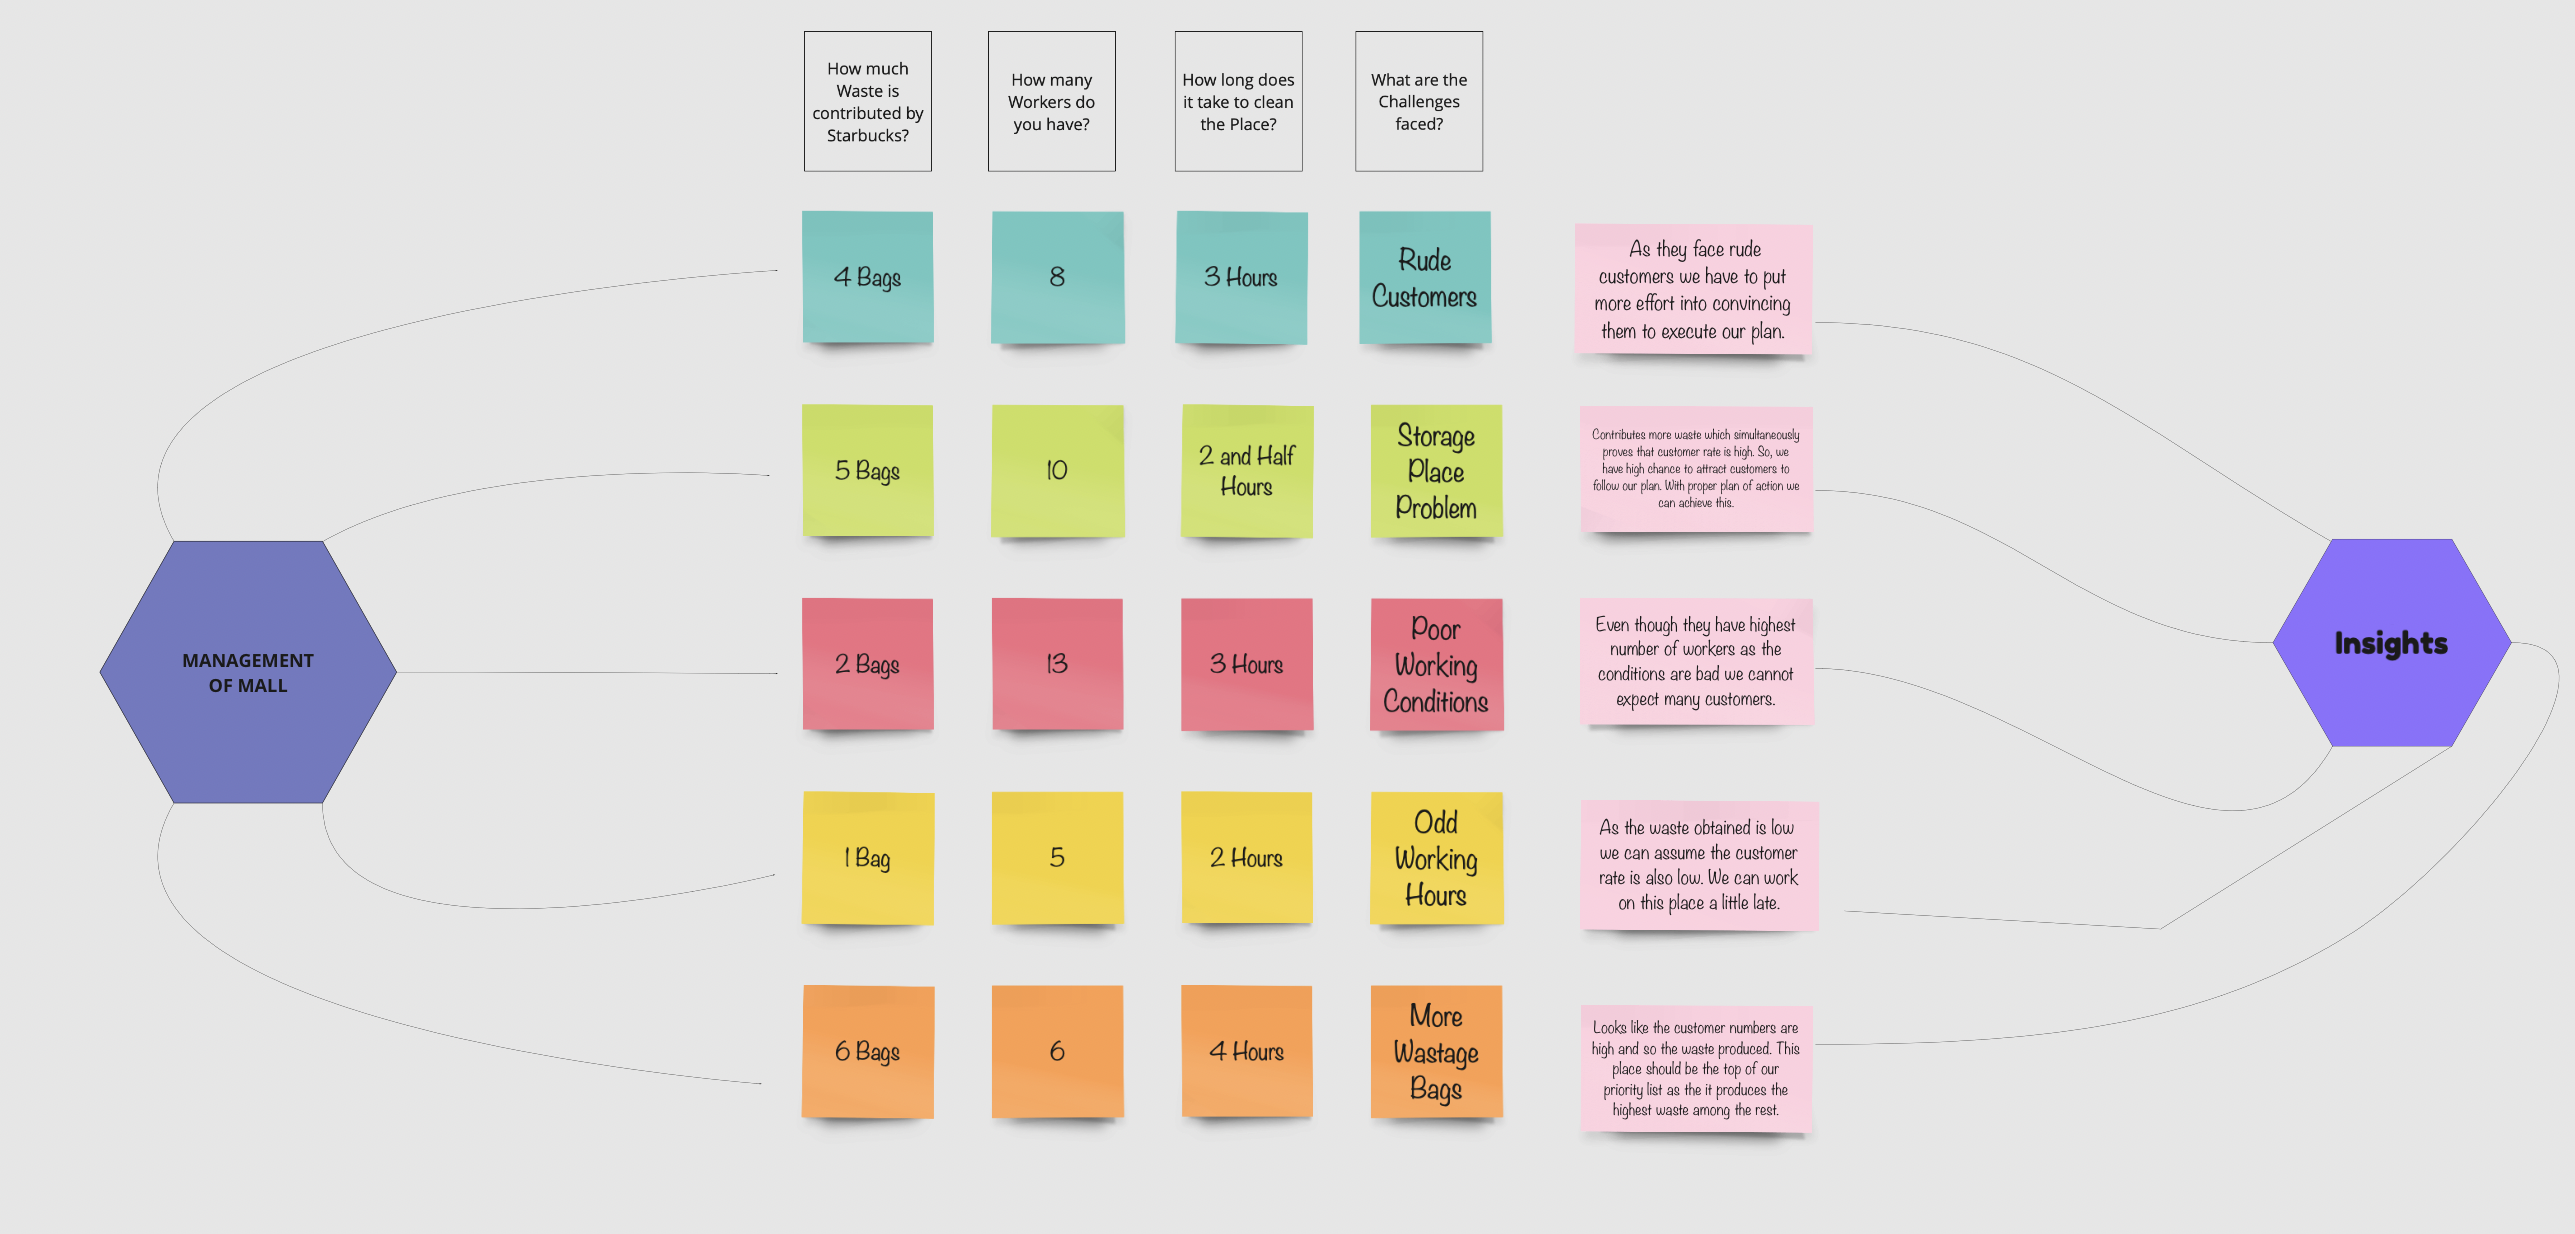 How much
Waste is
contributed by
Starbucks?
How many
Workers do
you have?
How long does
it take to clean
the Place?
What are the
Challenges
faced?
4 Bags
8
3 Hours
Rude
Customers
As they face rude
customers we have to put
more effort into convincing
them to execute our plan.
5 Bags
10
2 and Half
Hours
Storage
Place
Problem
Contributes more waste which simultaneously
proves that customer rate is high. So, we
have high chance to attract customers to
follow our plan. With proper plan of action we
can achieve this.
MANAGEMENT
OF MALL
2 Bags
13
3 Hours
Poor
Working
Conditions
Even though they have highest
number of workers as the
conditions are bad we cannot
expect many customers.
Insights
1 Bag
5
2 Hours
Odd
Working
Hours
As the waste obtained is low
we can assume the customer
rate is also low. We can work
on this place a little late.
6 Bags
6
4 Hours
More
Wastage
Bags
Looks like the customer numbers are
high and so the waste produced. This
place should be the top of our
priority list as the it produces the
highest waste among the rest.